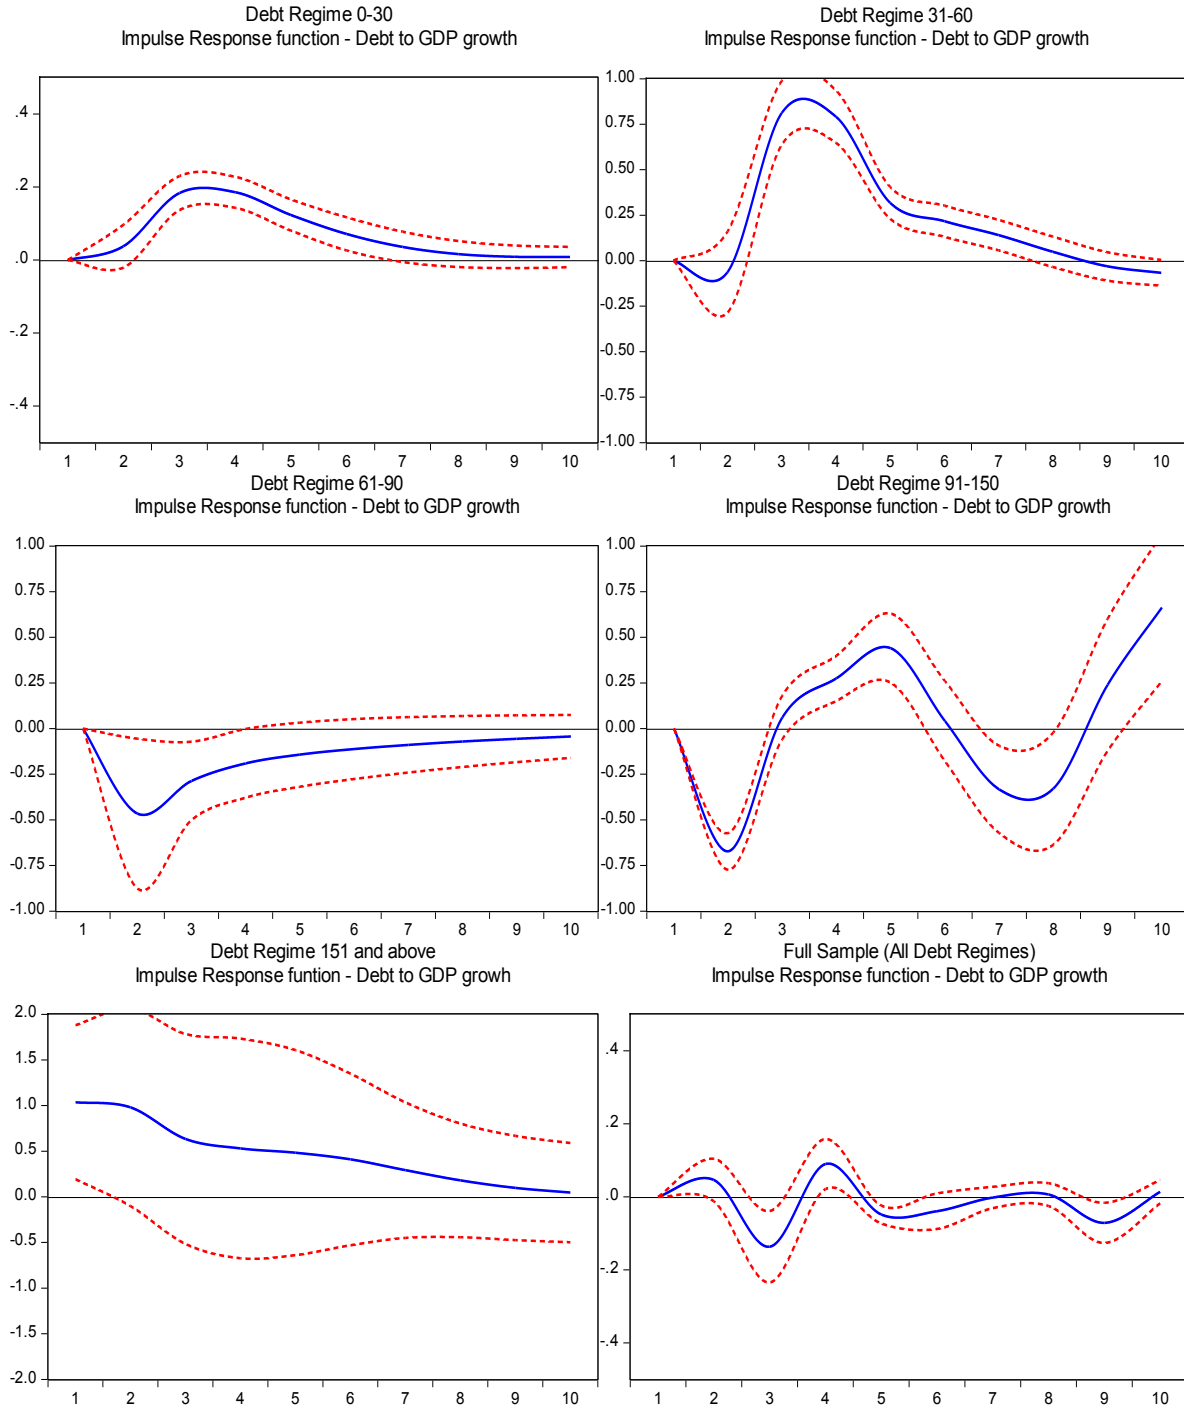 Debt Regime 0-30
Impulse Response function - Debt to GDP growth
.4
.2
.0
-.2
-.4
1 2 3 4 5 6 7 8 9 10
Debt Regime 31-60
Impulse Response function - Debt to GDP growth
1.00
0.75
0.50
0.25
0.00
-0.25
-0.50
-0.75
-1.00
1 2 3 4 5 6 7 8 9 10
Debt Regime 61-90
Impulse Response function - Debt to GDP growth
1.00
0.75
0.50
0.25
0.00
-0.25
-0.50
-0.75
-1.00
1 2 3 4 5 6 7 8 9 10
Debt Regime 91-150
Impulse Response function - Debt to GDP growth
1.00
0.75
0.50
0.25
0.00
-0.25
-0.50
-0.75
-1.00
1 2 3 4 5 6 7 8 9 10
Debt Regime 151 and above
Impulse Response funtion - Debt to GDP growh
2.0
1.5
1.0
0.5
0.0
-0.5
-1.0
-1.5
-2.0
1 2 3 4 5 6 7 8 9 10
Full Sample (All Debt Regimes)
Impulse Response function - Debt to GDP growth
.4
.2
.0
-.2
-.4
1 2 3 4 5 6 7 8 9 10